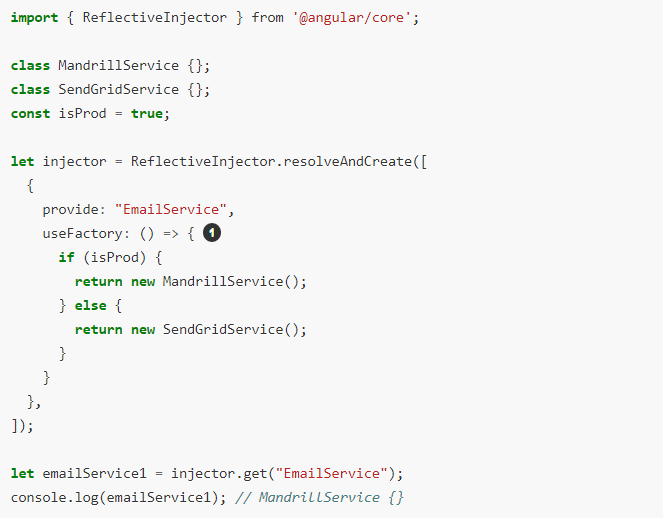 import { ReflectiveInjector } from '@angular/core';

class MandrillService {};
class SendGridService {};
const isProd = true;

let injector = ReflectiveInjector.resolveAndCreate([
  {
    provide: "EmailService",
    useFactory: () => { 1
      if (isProd) {
        return new MandrillService();
      } else {
        return new SendGridService();
      }
    }
  },
]);

let emailService1 = injector.get("EmailService");
console.log(emailService1); // MandrillService {}